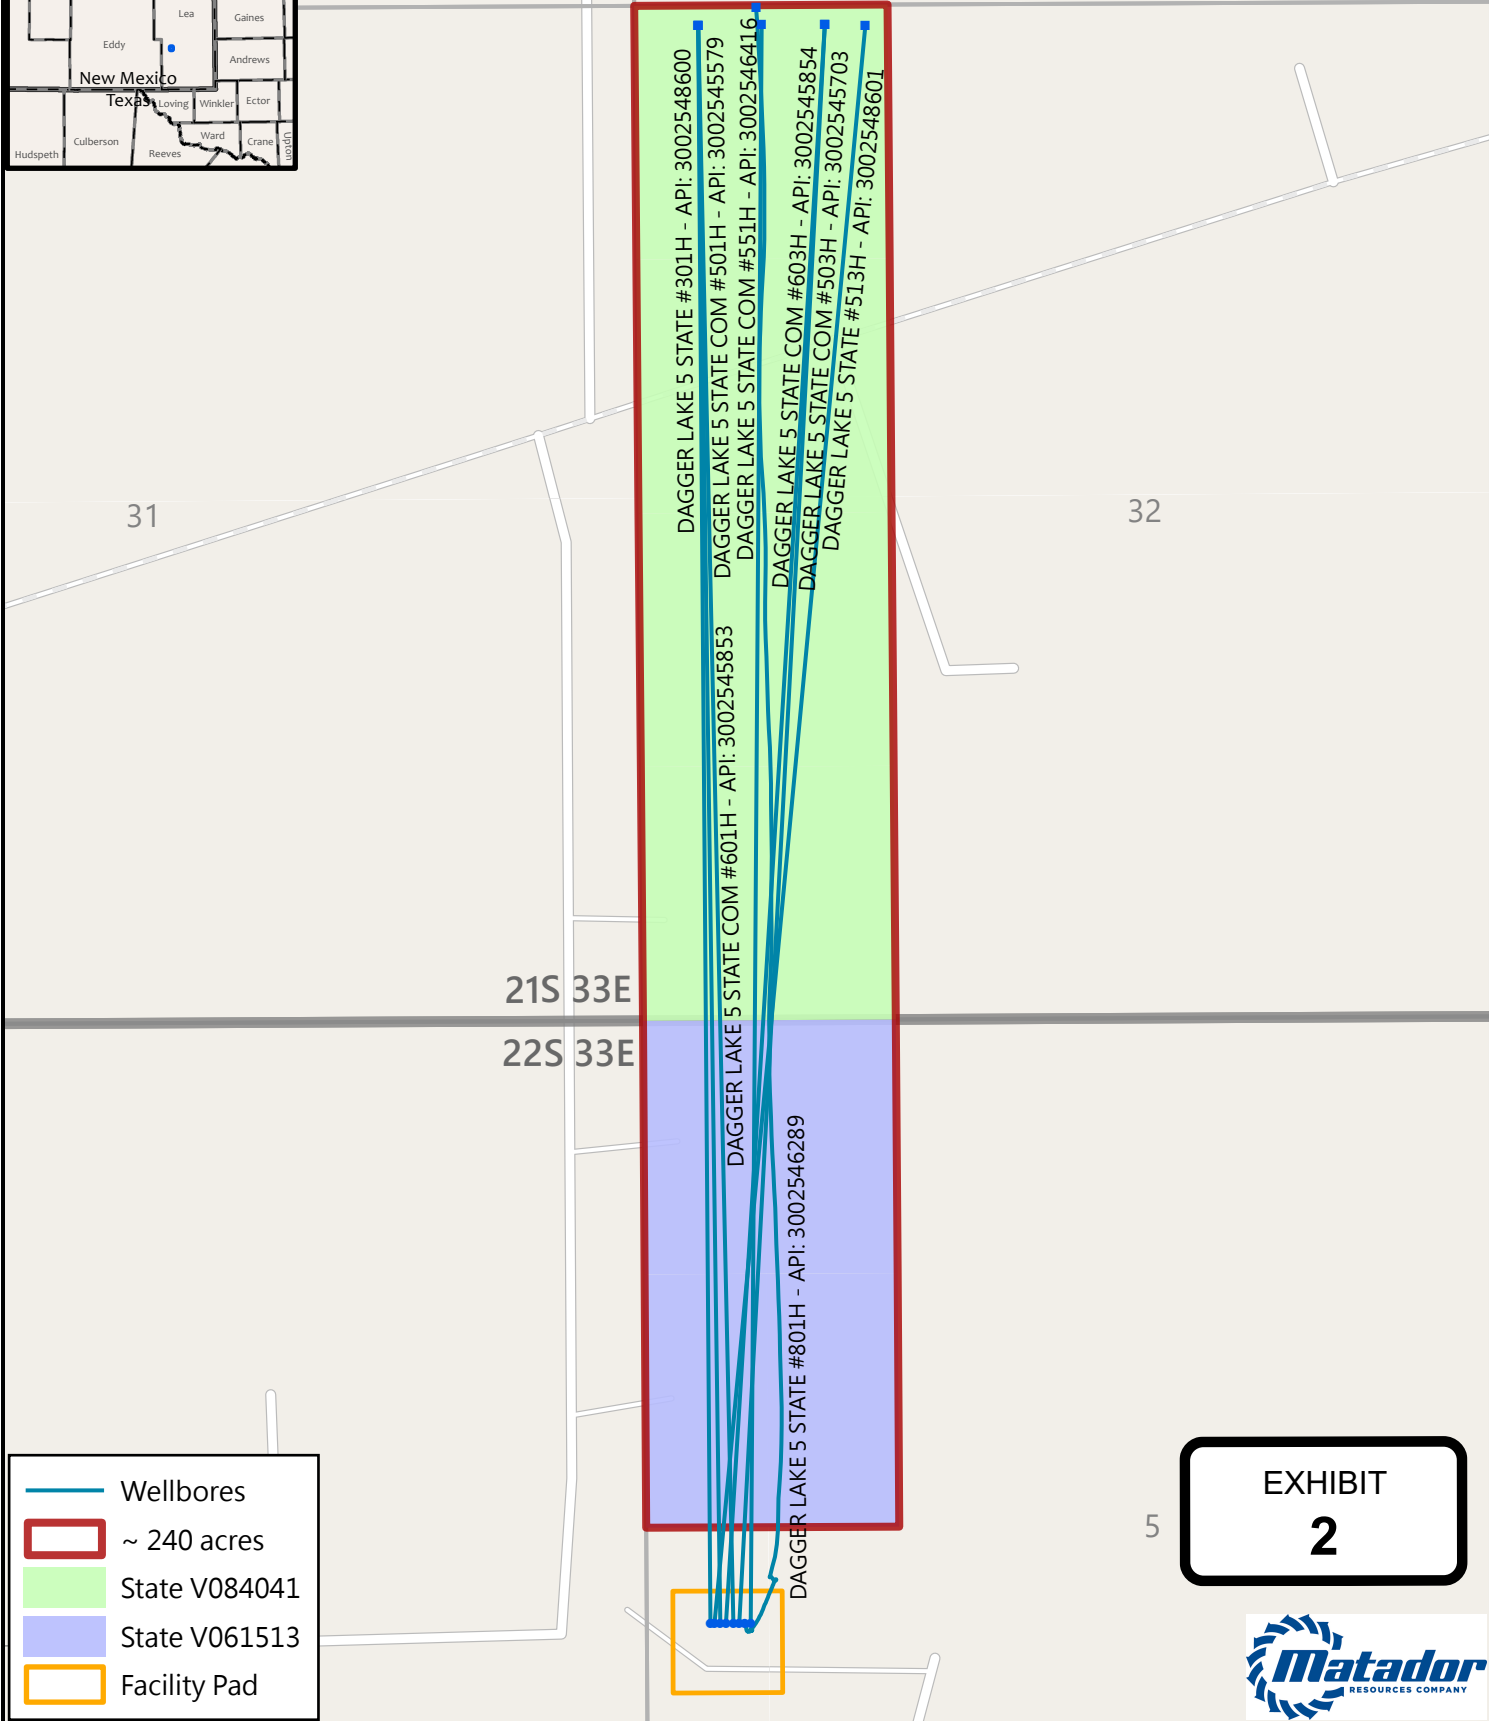 Lea
Gaines
Eddy
Andrews
New Mexico
Texas
Loving
Winkler
Ector
Culberson
Ward
Crane
Upton
Hudspeth
Reeves
DAGGER LAKE 5 STATE #301H - API: 3002548600
DAGGER LAKE 5 STATE COM #501H - API: 3002545579
DAGGER LAKE 5 STATE COM #551H - API: 3002546416
DAGGER LAKE 5 STATE COM #603H - API: 3002545854
DAGGER LAKE 5 STATE COM #503H - API: 3002545703
DAGGER LAKE 5 STATE #513H - API: 3002548601
31
32
DAGGER LAKE 5 STATE COM #601H - API: 3002545853
21S 33E
22S 33E
DAGGER LAKE 5 STATE #801H - API: 3002546289
5
Wellbores
~ 240 acres
State V084041
State V061513
Facility Pad
EXHIBIT
2
Matador
RESOURCES COMPANY